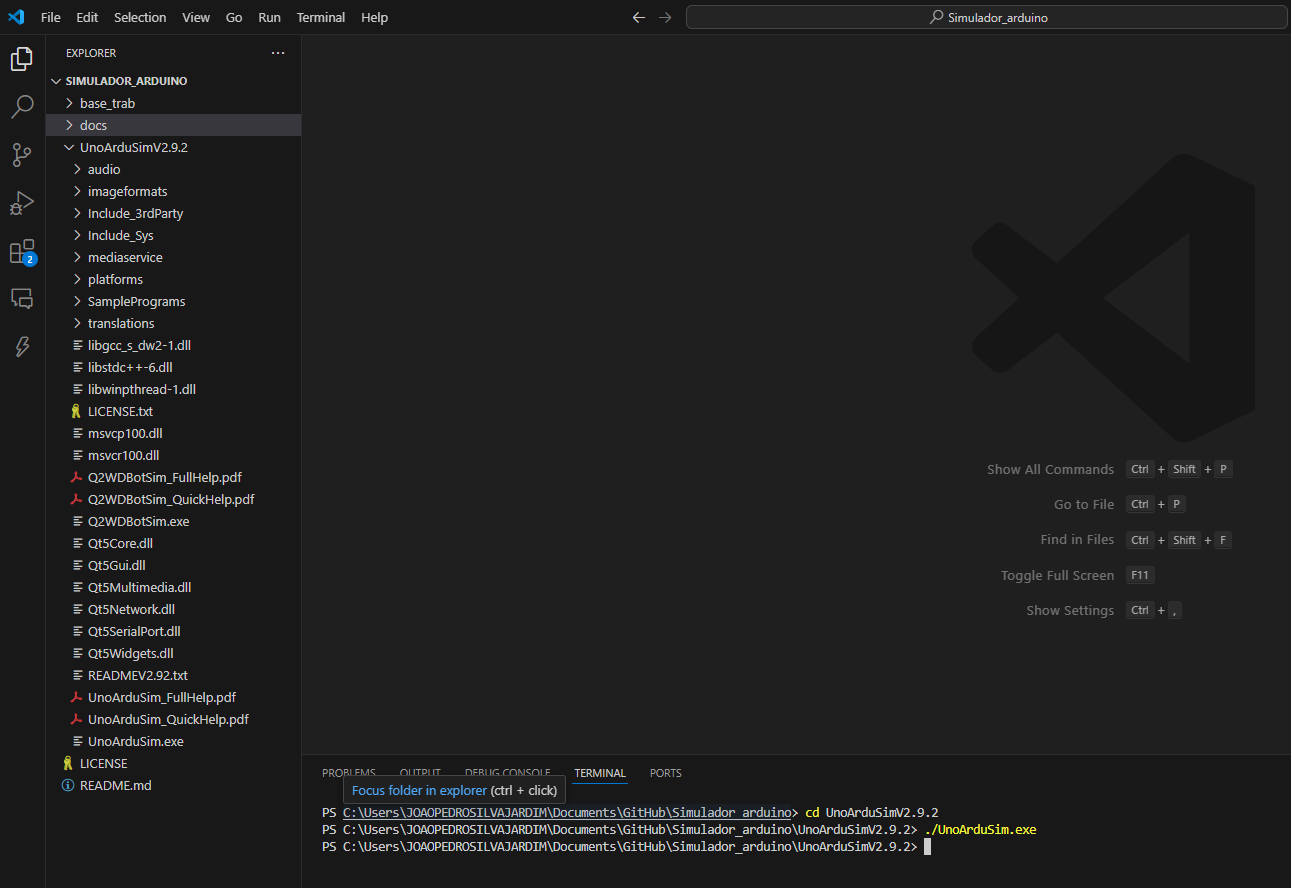 File Edit Selection View Go Run Terminal Help
Simulador_arduino
EXPLORER ...
SIMULADOR_ARDUINO
base_trab
docs
UnoArduSimV2.9.2
audio
imageformats
Include_3rdParty
Include_Sys
mediaservice
platforms
SamplePrograms
translations
libgcc_s_dw2-1.dll
libstdc++-6.dll
libwinpthread-1.dll
LICENSE.txt
msvcp100.dll
msvcr100.dll
Q2WDBotSim_FullHelp.pdf
Q2WDBotSim_QuickHelp.pdf
Q2WDBotSim.exe
Qt5Core.dll
Qt5Gui.dll
Qt5Multimedia.dll
Qt5Network.dll
Qt5SerialPort.dll
Qt5Widgets.dll
READMEV2.92.txt
UnoArduSim_FullHelp.pdf
UnoArduSim_QuickHelp.pdf
UnoArduSim.exe
LICENSE
README.md
2
Show All Commands Ctrl + Shift + P
Go to File Ctrl + P
Find in Files Ctrl + Shift + F
Toggle Full Screen F11
Show Settings Ctrl + ,
PROBLEMS OUTPUT DEBUG CONSOLE TERMINAL PORTS
Focus folder in explorer (ctrl + click)
PS C:\Users\JOAOPEDROSILVAJARDIM\Documents\GitHub\Simulador_arduino> cd UnoArduSimV2.9.2
PS C:\Users\JOAOPEDROSILVAJARDIM\Documents\GitHub\Simulador_arduino\UnoArduSimV2.9.2> ./UnoArduSim.exe
PS C:\Users\JOAOPEDROSILVAJARDIM\Documents\GitHub\Simulador_arduino\UnoArduSimV2.9.2>